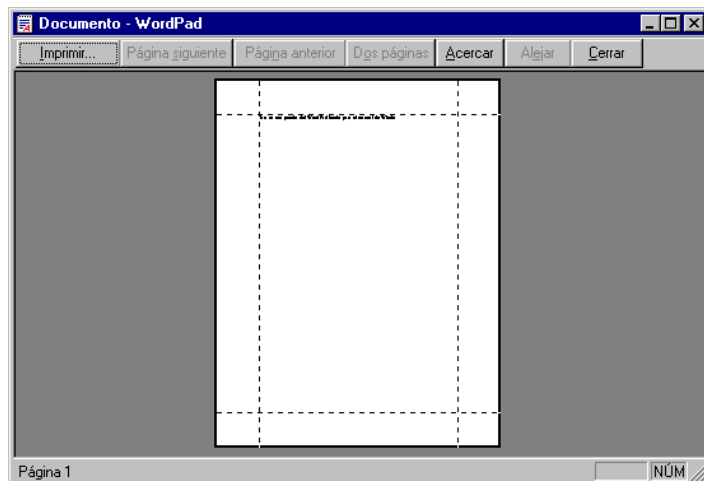 Documento - WordPad
Imprimir... Página siguiente Página anterior Dos páginas Acercar Alejar Cerrar
Página 1 NÚM